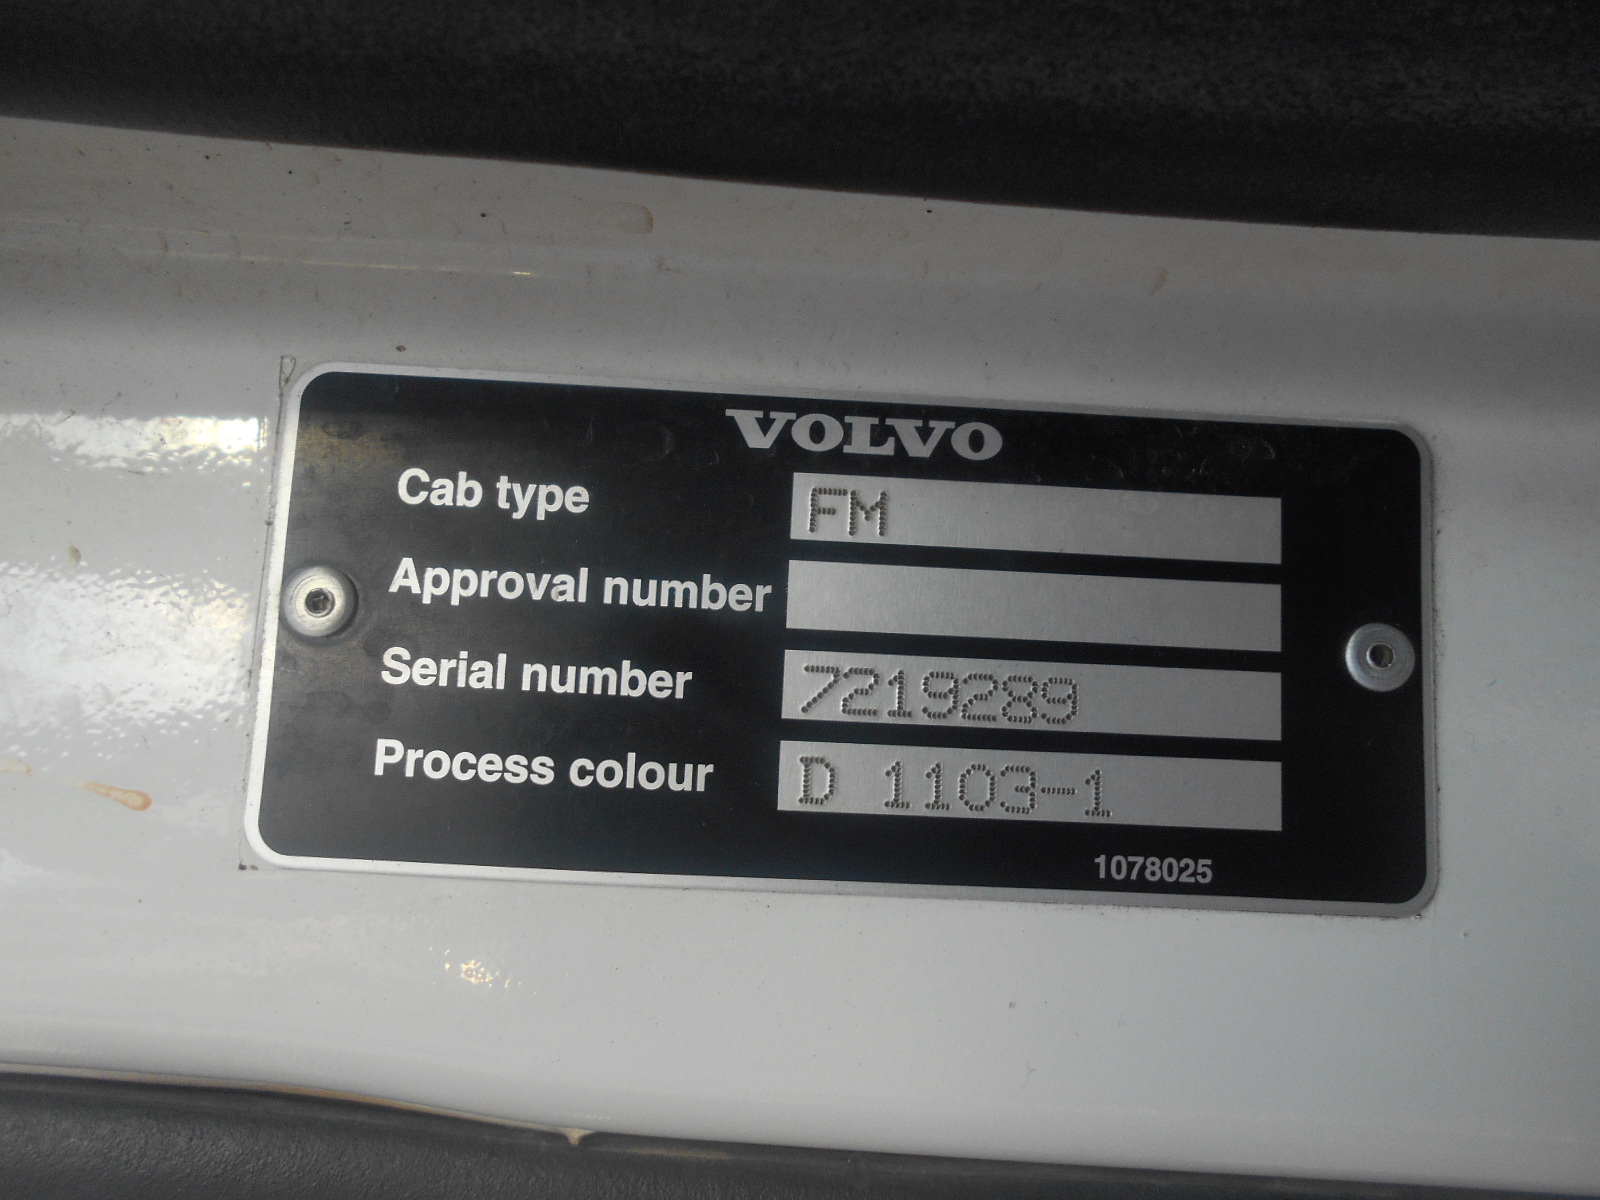 VOLVO
Cab type FM
Approval number
Serial number 7219289
Process colour D 1103-1
1078025